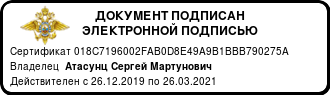 ДОКУМЕНТ ПОДПИСАН
ЭЛЕКТРОННОЙ ПОДПИСЬЮ
Сертификат 018C7196002FAB0D8E49A9B1BBB790275A
Владелец Атасунц Сергей Мартунович
Действителен с 26.12.2019 по 26.03.2021